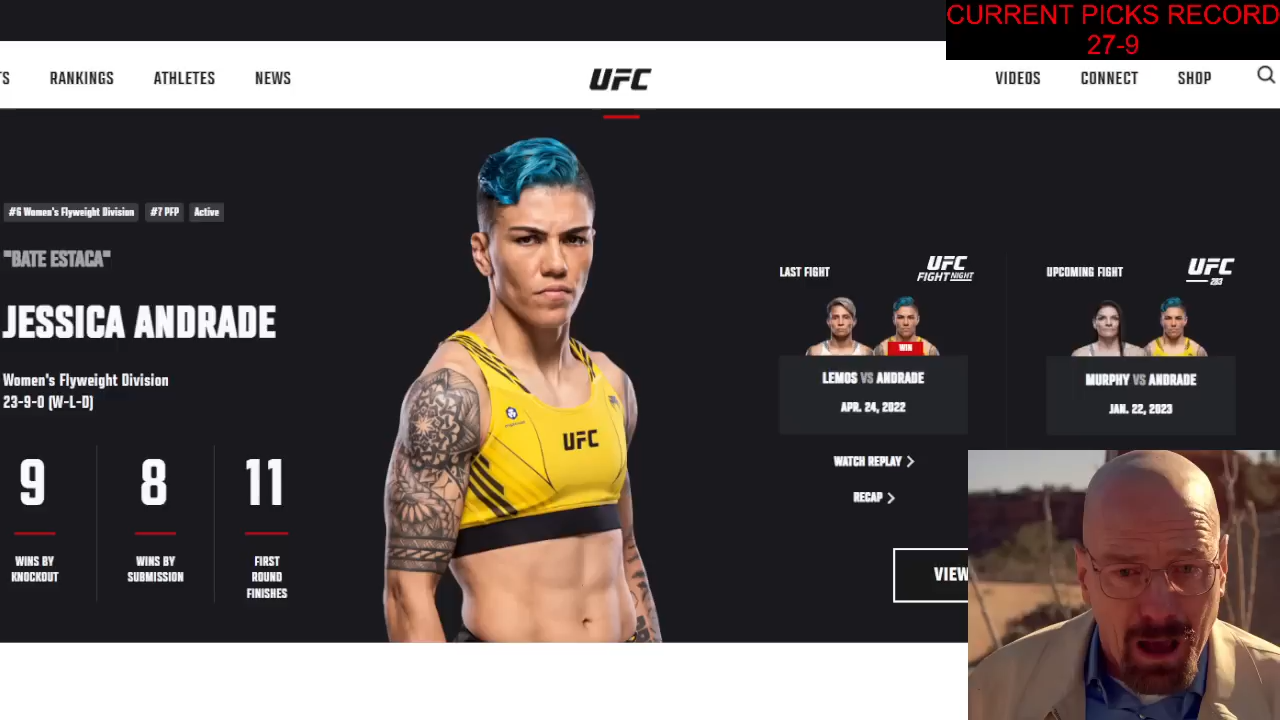 CURRENT PICKS RECORD
27-9
TS RANKINGS ATHLETES NEWS UFC VIDEOS CONNECT SHOP
#6 Women's Flyweight Division #7 PFP Active
"BATE ESTACA"
JESSICA ANDRADE
Women's Flyweight Division
23-9-0 (W-L-D)
9
WINS BY
KNOCKOUT
8
WINS BY
SUBMISSION
11
FIRST
ROUND
FINISHES
UFC
LAST FIGHT
UFC
FIGHT NIGHT
WIN
LEMOS VS ANDRADE
APR. 24, 2022
WATCH REPLAY
RECAP
UPCOMING FIGHT
UFC
283
MURPHY VS ANDRADE
JAN. 22, 2023
VIEW